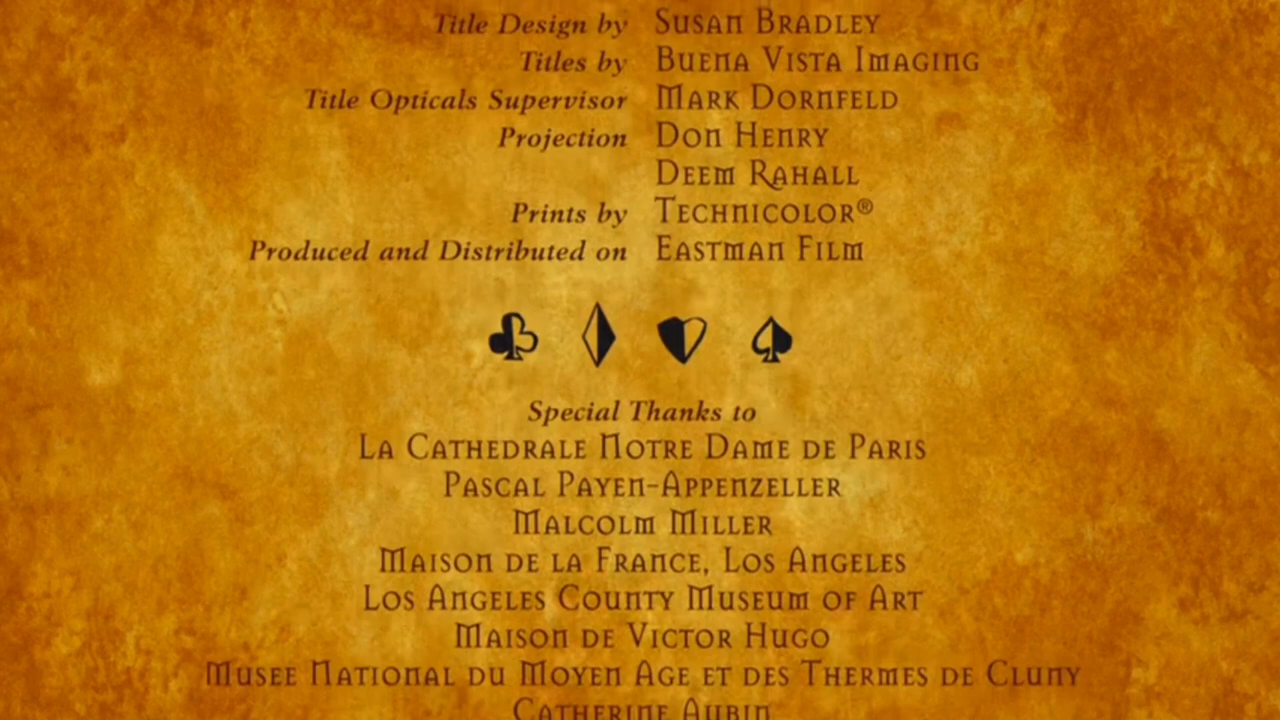 Title Design by SUSAN BRADLEY
Titles by BUENA VISTA IMAGING
Title Opticals Supervisor MARK DORNFELD
Projection DON HENRY
DEEM RAHALL
Prints by TECHNICOLOR®
Produced and Distributed on EASTMAN FILM
Special Thanks to
LA CATHEDRALE NOTRE DAME DE PARIS
PASCAL PAYEN-APPENZELLER
MALCOLM MILLER
MAISON DE LA FRANCE, LOS ANGELES
LOS ANGELES COUNTY MUSEUM OF ART
MAISON DE VICTOR HUGO
MUSEE NATIONAL DU MOYEN AGE ET DES THERMES DE CLUNY
CATHERINE AUBIN